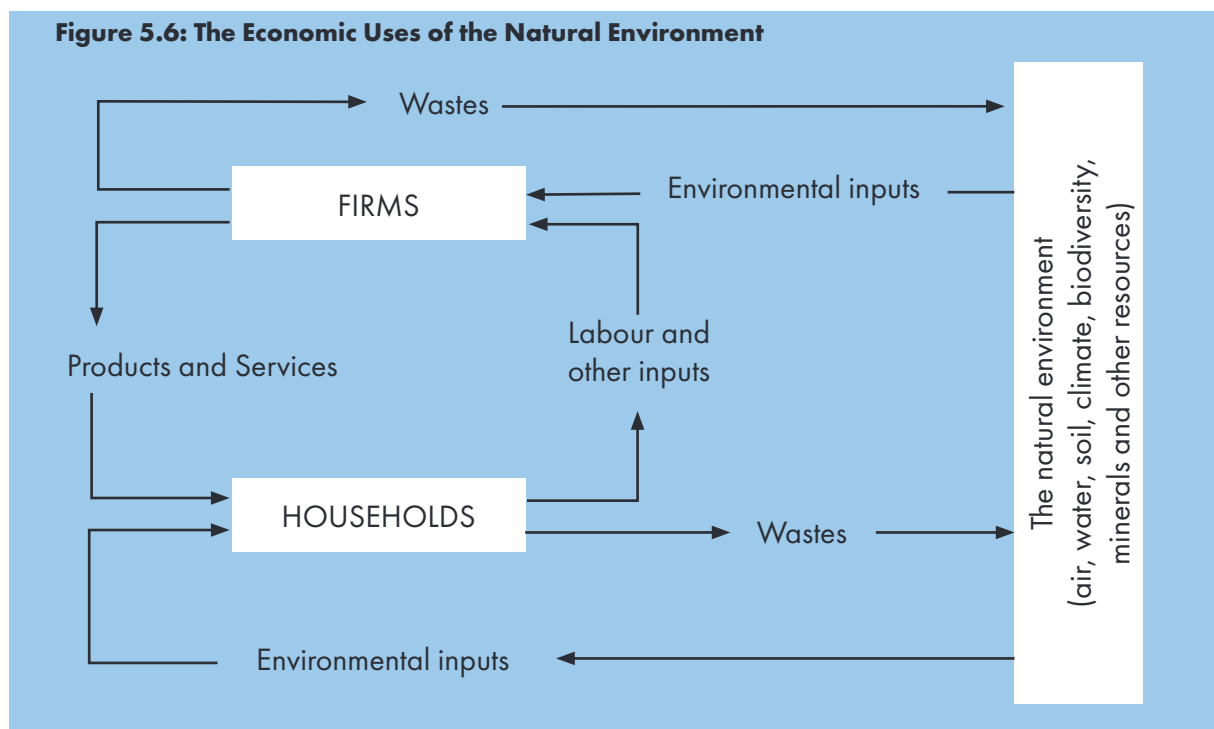 Figure 5.6: The Economic Uses of the Natural Environment
Wastes
Environmental inputs
FIRMS
Labour and
other inputs
Products and Services
HOUSEHOLDS
Wastes
Environmental inputs
The natural environment
(air, water, soil, climate, biodiversity,
minerals and other resources)